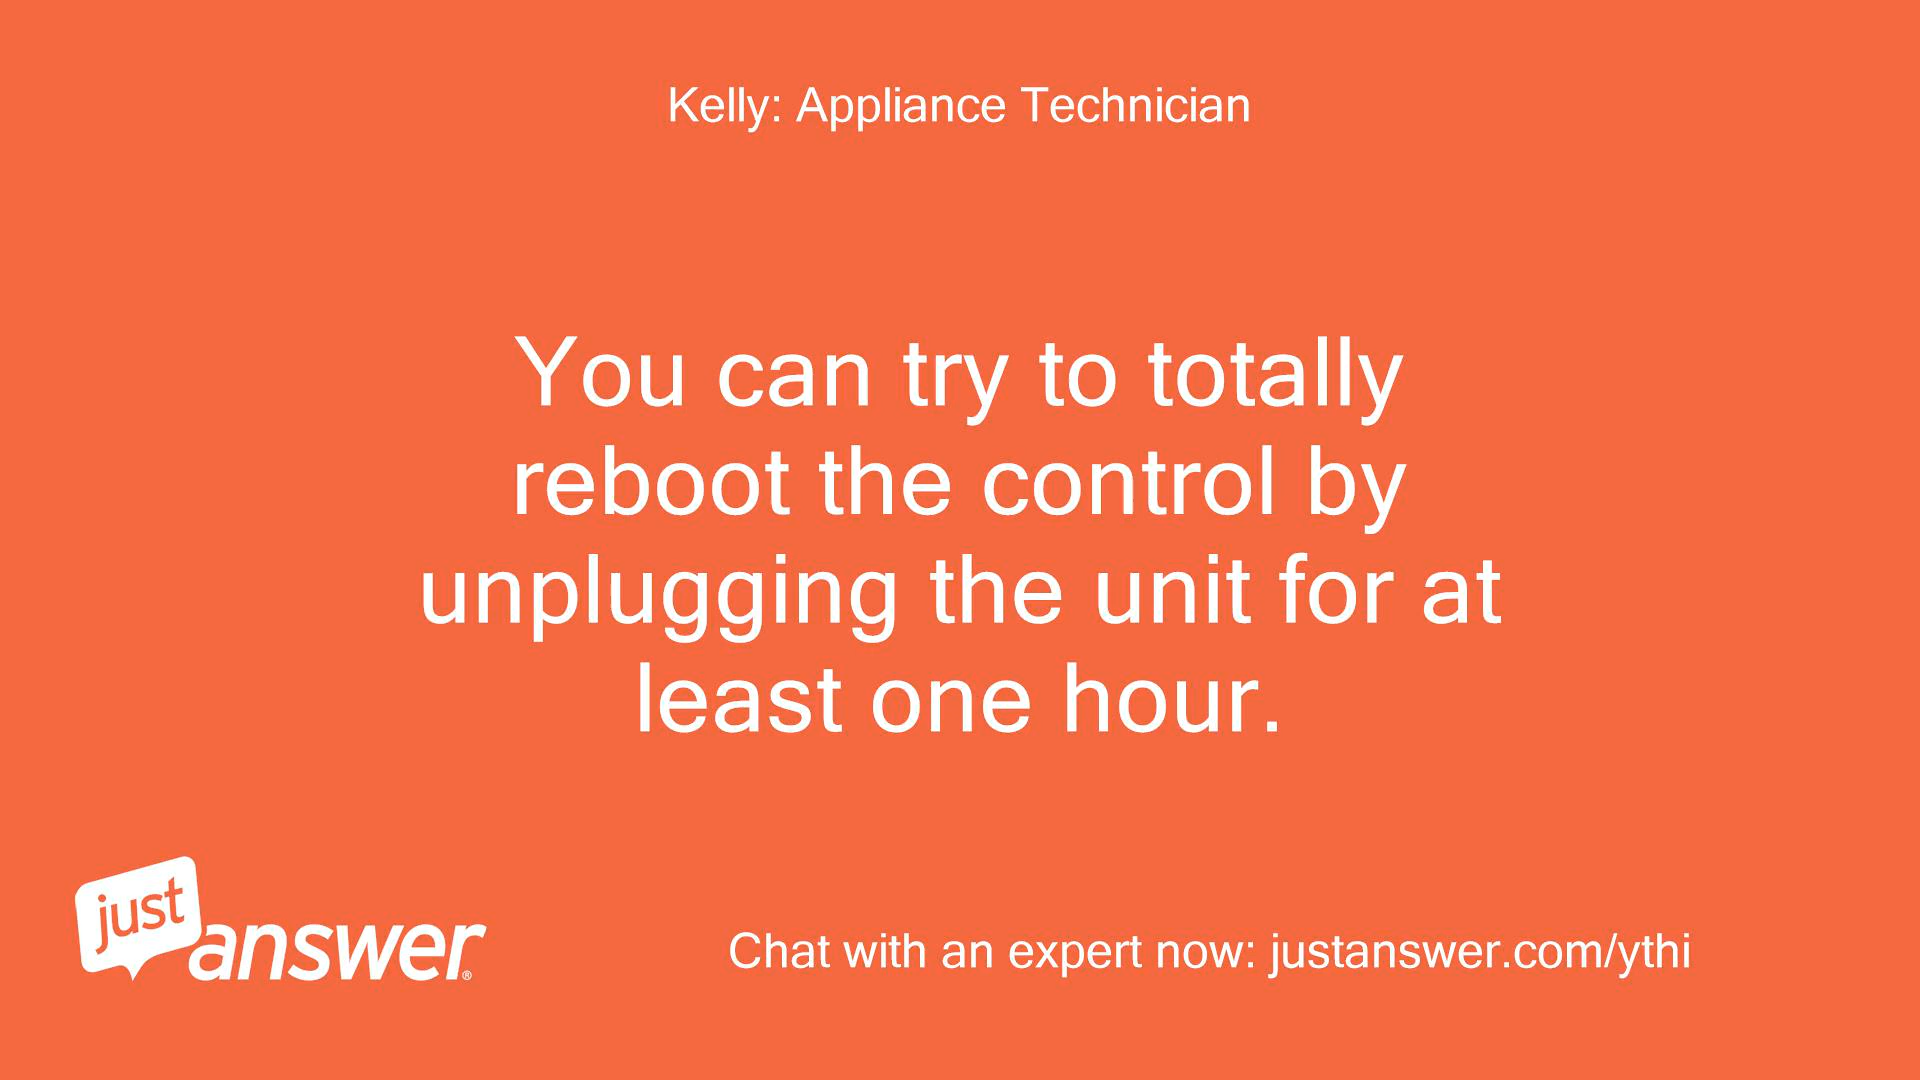 Kelly: Appliance Technician
You can try to totally
reboot the control by
unplugging the unit for at
least one hour.
just
answer®
Chat with an expert now: justanswer.com/ythi